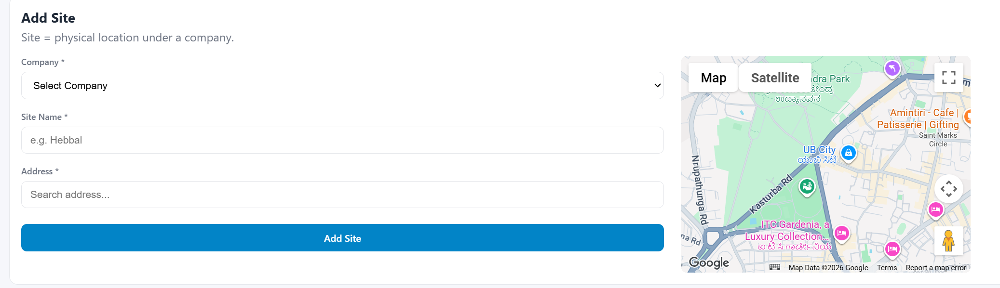 Add Site
Site = physical location under a company.
Company *
Select Company
Site Name *
e.g. Hebbal
Address *
Search address...
Add Site
Map
Satellite
ndra Park
ಉದ್ಯಾನವನ
Amintiri - Cafe |
Patisserie | Gifting
Saint Marks
Circle
UB City
ಯುಬಿ ಸಿಟಿ
Nrupathunga Rd
Kasturba Rd
ITC Gardenia, a
Luxury Collection...
ಐ ಟಿ ಸಿ ಗಾರ್ಡೇನಿಯ
na Rd
Google
Map Data ©2026 Google
Terms
Report a map error